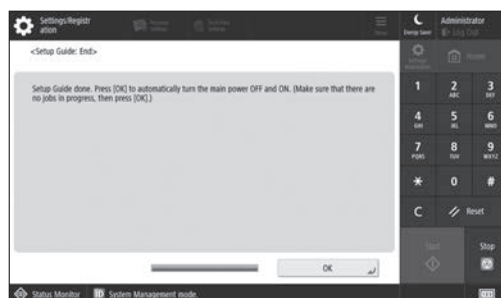 Settings/Registr
ation
Energy Saver
Administrator
Log Out
<Setup Guide: End>
Setup Guide done. Press [OK] to automatically turn the main power OFF and ON. (Make sure that there are
no jobs in progress, then press [OK].)
1
2
ABC
3
DEF
4
GHI
5
JKL
6
MNO
7
PQRS
8
TUV
9
WXYZ
*
0
#
C
Reset
Start
Stop
OK
Status Monitor
ID
System Management mode.